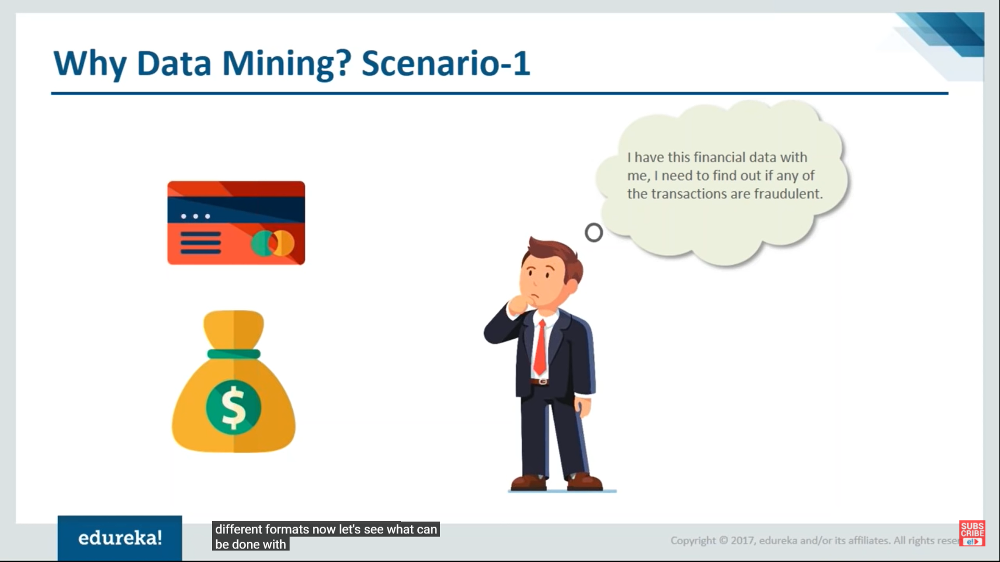 Why Data Mining? Scenario-1
I have this financial data with
me, I need to find out if any of
the transactions are fraudulent.
$
edureka!
different formats now let's see what can
be done with
Copyright © 2017, edureka and/or its affiliates. All rights
SUBS
CRIBE
e!